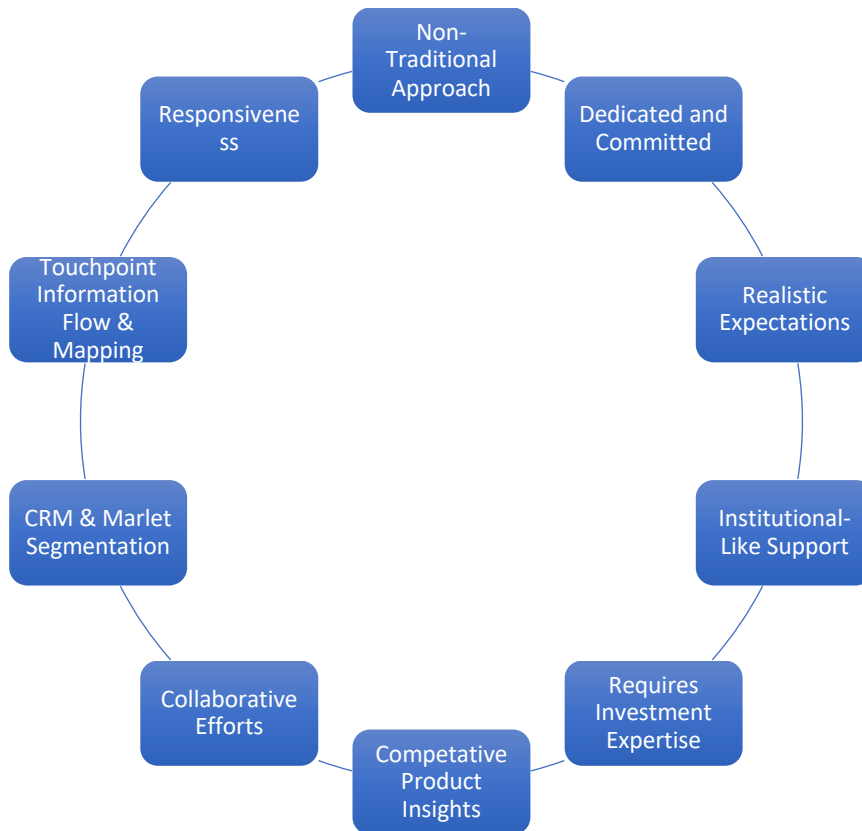 Non-
Traditional
Approach
Dedicated and
Committed
Realistic
Expectations
Institutional-
Like Support
Requires
Investment
Expertise
Competative
Product
Insights
Collaborative
Efforts
CRM & Marlet
Segmentation
Touchpoint
Information
Flow &
Mapping
Responsivene
ss